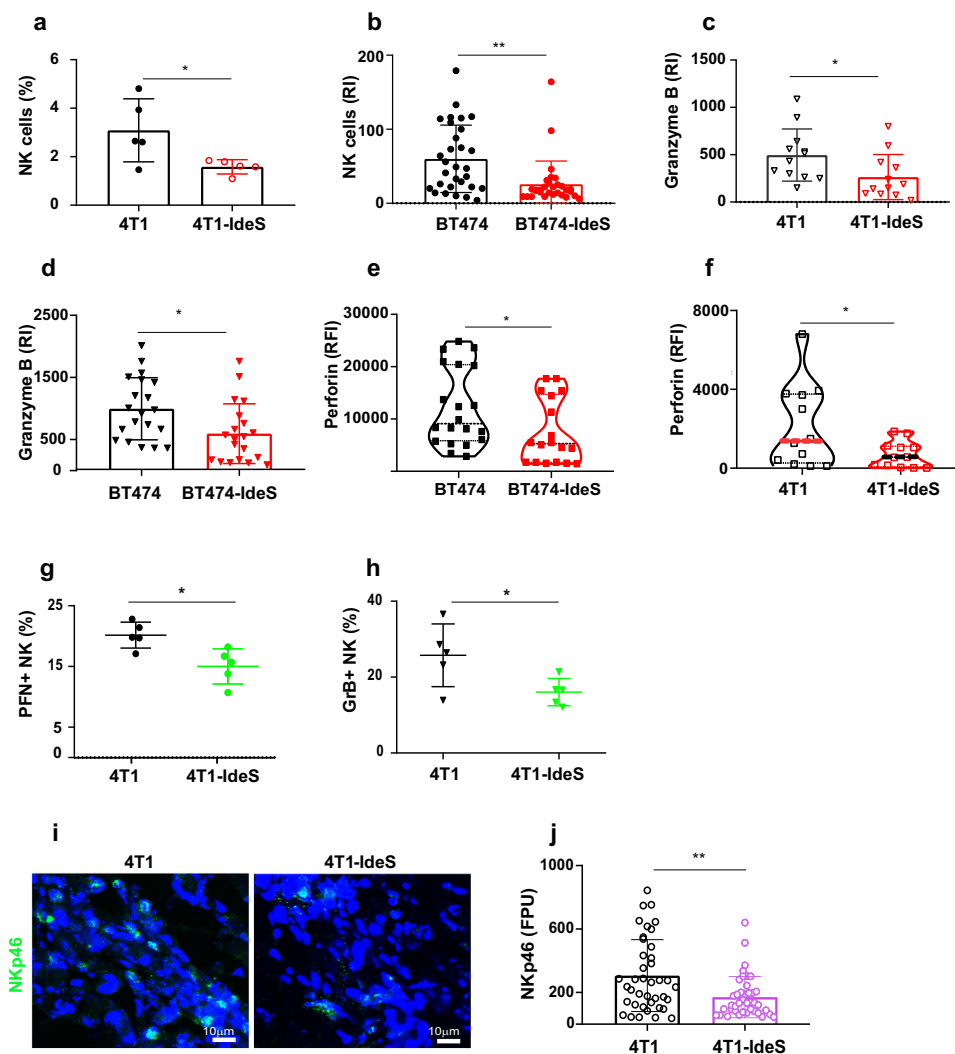 a
NK cells (%)
6
4
2
0
*
4T1
4T1-IdeS
b
NK cells (RI)
200
100
50
0
**
BT474
BT474-IdeS
c
Granzyme B (RI)
1500
1000
500
0
*
4T1
4T1-IdeS
d
Granzyme B (RI)
2500
1500
500
0
*
BT474
BT474-IdeS
e
Perforin (RFI)
30000
20000
10000
0
*
BT474
BT474-IdeS
f
Perforin (RFI)
8000
4000
0
*
4T1
4T1-IdeS
g
PFN+ NK (%)
25
15
5
0
*
4T1
4T1-IdeS
h
GrB+ NK (%)
40
20
0
*
4T1
4T1-IdeS
i
4T1
4T1-IdeS
NKp46
10μm
10μm
j
NKp46 (FPU)
1000
600
200
0
**
4T1
4T1-IdeS